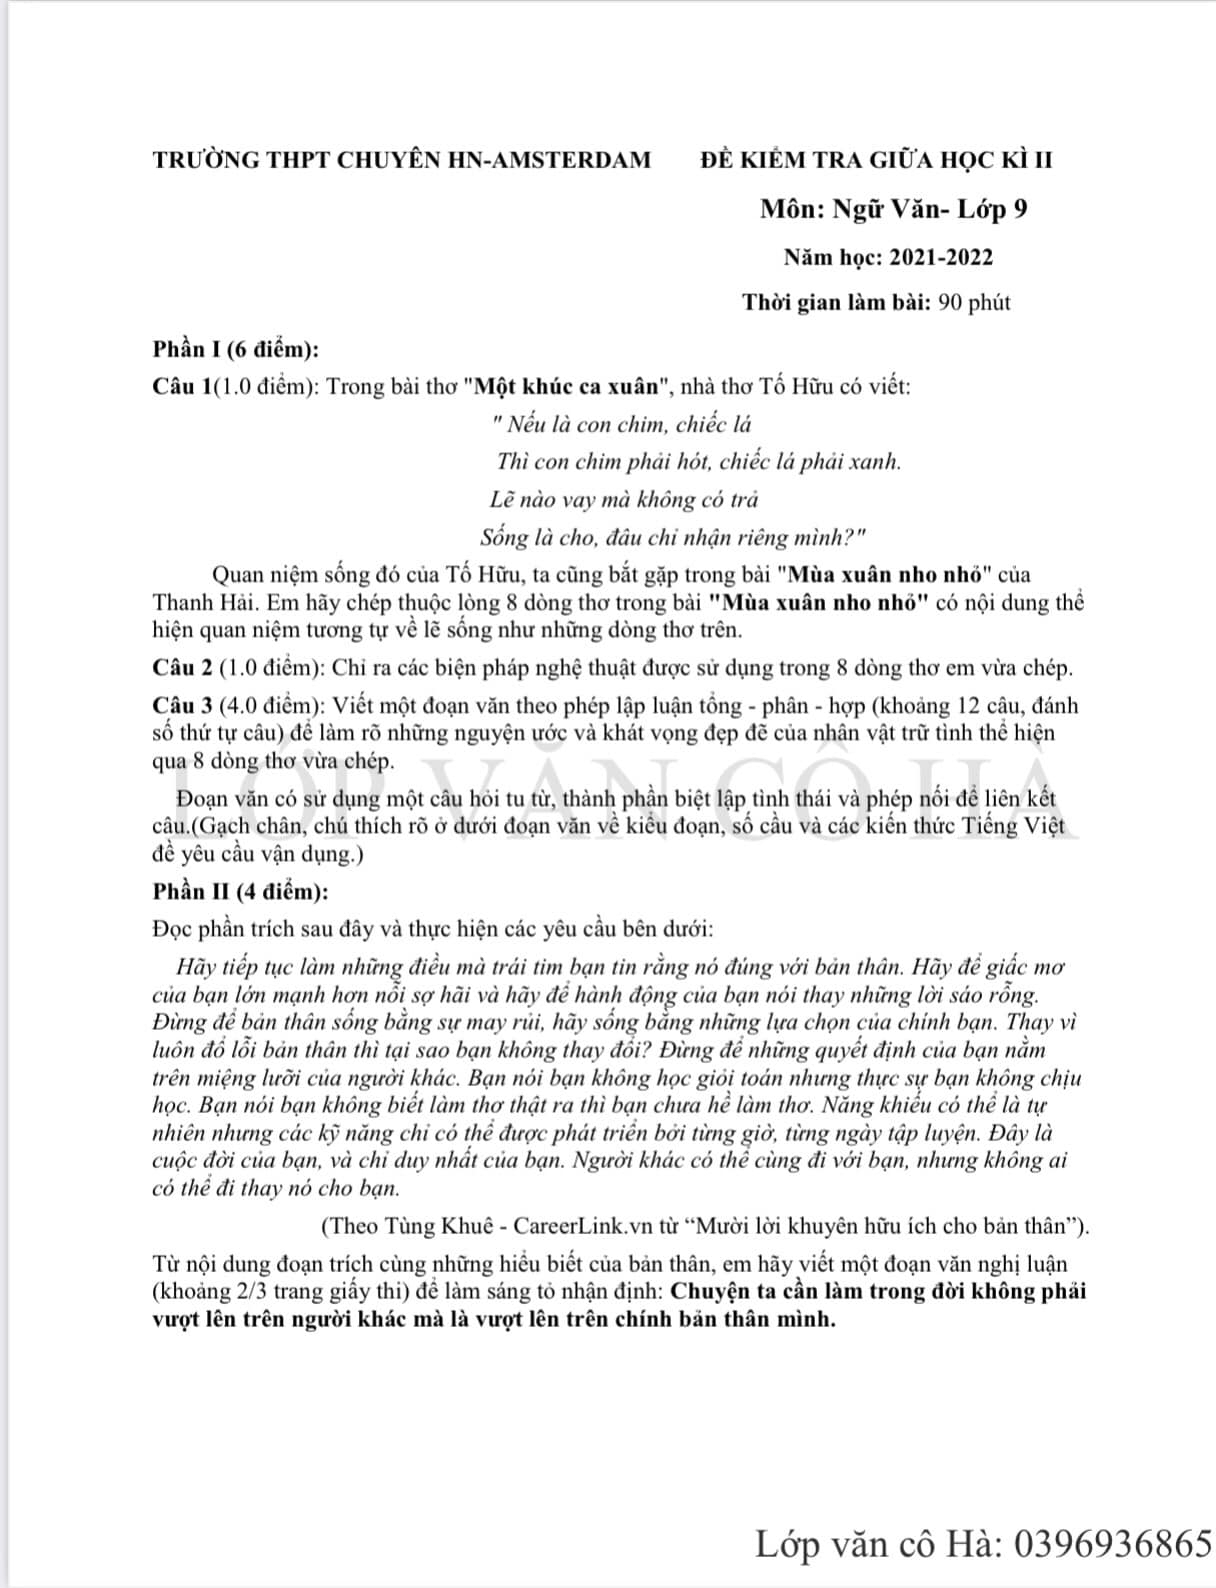 TRƯỜNG THPT CHUYÊN HN-AMSTERDAM ĐỀ KIỂM TRA GIỮA HỌC KÌ II
Môn: Ngữ Văn- Lớp 9
Năm học: 2021-2022
Thời gian làm bài: 90 phút
Phần I (6 điểm):
Câu 1(1.0 điểm): Trong bài thơ "Một khúc ca xuân", nhà thơ Tố Hữu có viết:
" Nếu là con chim, chiếc lá
Thì con chim phải hót, chiếc lá phải xanh.
Lẽ nào vay mà không có trả
Sống là cho, đâu chỉ nhận riêng mình?"
Quan niệm sống đó của Tố Hữu, ta cũng bắt gặp trong bài "Mùa xuân nho nhỏ" của
Thanh Hải. Em hãy chép thuộc lòng 8 dòng thơ trong bài "Mùa xuân nho nhỏ" có nội dung thể
hiện quan niệm tương tự về lẽ sống như những dòng thơ trên.
Câu 2 (1.0 điểm): Chỉ ra các biện pháp nghệ thuật được sử dụng trong 8 dòng thơ em vừa chép.
Câu 3 (4.0 điểm): Viết một đoạn văn theo phép lập luận tổng - phân - hợp (khoảng 12 câu, đánh
số thứ tự câu) để làm rõ những nguyện ước và khát vọng đẹp đẽ của nhân vật trữ tình thể hiện
qua 8 dòng thơ vừa chép.
LỚP VĂN CÔ HÀ
Đoạn văn có sử dụng một câu hỏi tu từ, thành phần biệt lập tình thái và phép nối để liên kết
câu.(Gạch chân, chú thích rõ ở dưới đoạn văn về kiểu đoạn, số câu và các kiến thức Tiếng Việt
đề yêu cầu vận dụng.)
Phần II (4 điểm):
Đọc phần trích sau đây và thực hiện các yêu cầu bên dưới:
Hãy tiếp tục làm những điều mà trái tim bạn tin rằng nó đúng với bản thân. Hãy để giấc mơ
của bạn lớn mạnh hơn nỗi sợ hãi và hãy để hành động của bạn nói thay những lời sáo rỗng.
Đừng để bản thân sống bằng sự may rủi, hãy sống bằng những lựa chọn của chính bạn. Thay vì
luôn đổ lỗi bản thân thì tại sao bạn không thay đổi? Đừng để những quyết định của bạn nằm
trên miệng lưỡi của người khác. Bạn nói bạn không học giỏi toán nhưng thực sự bạn không chịu
học. Bạn nói bạn không biết làm thơ thật ra thì bạn chưa hề làm thơ. Năng khiếu có thể là tự
nhiên nhưng các kỹ năng chỉ có thể được phát triển bởi từng giờ, từng ngày tập luyện. Đây là
cuộc đời của bạn, và chỉ duy nhất của bạn. Người khác có thể cùng đi với bạn, nhưng không ai
có thể đi thay nó cho bạn.
(Theo Tùng Khuê - CareerLink.vn từ “Mười lời khuyên hữu ích cho bản thân”).
Từ nội dung đoạn trích cùng những hiểu biết của bản thân, em hãy viết một đoạn văn nghị luận
(khoảng 2/3 trang giấy thi) để làm sáng tỏ nhận định: Chuyện ta cần làm trong đời không phải
vượt lên trên người khác mà là vượt lên trên chính bản thân mình.
Lớp văn cô Hà: 0396936865